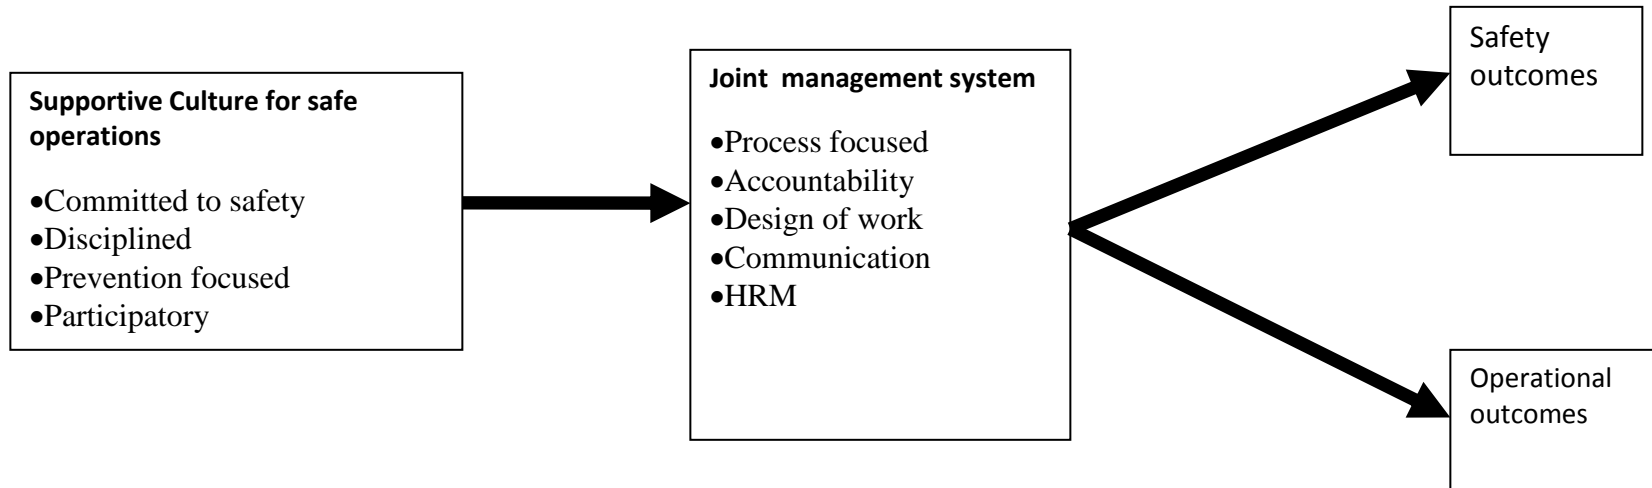 Supportive Culture for safe
operations
•Committed to safety
•Disciplined
•Prevention focused
•Participatory
Joint  management system
•Process focused
•Accountability
•Design of work
•Communication
•HRM
Safety
outcomes
Operational
outcomes